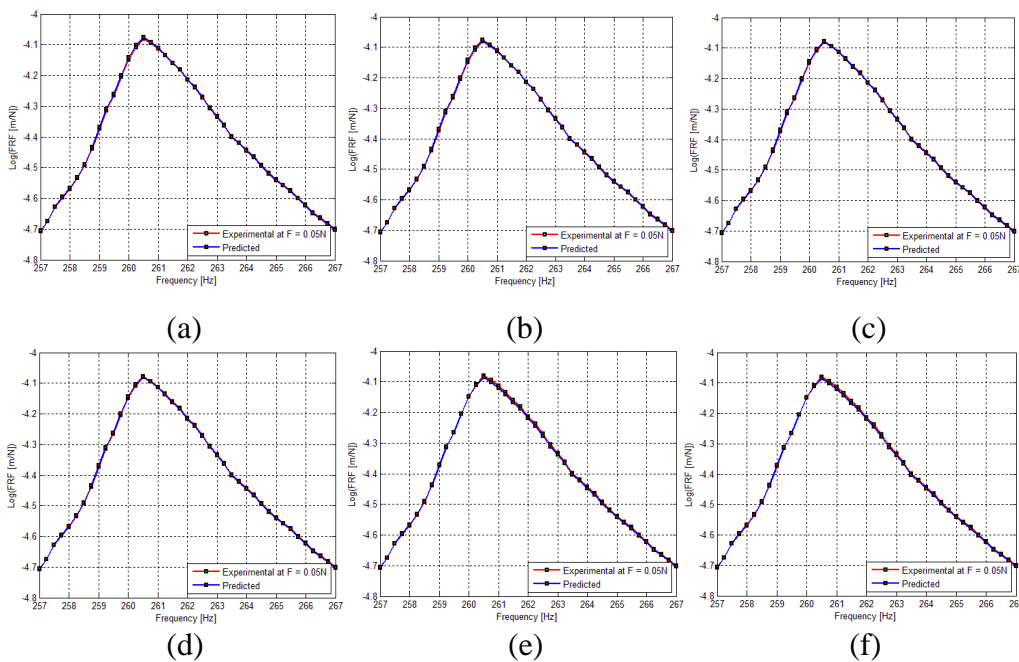 -4
-4.1
-4.2
-4.3
-4.4
-4.5
-4.6
-4.7
-4.8
Log(FRF [m/N])
Experimental at F = 0.05N
Predicted
257 258 259 260 261 262 263 264 265 266 267
Frequency [Hz]
(a)
-4
-4.1
-4.2
-4.3
-4.4
-4.5
-4.6
-4.7
-4.8
Log(FRF [m/N])
Experimental at F = 0.05N
Predicted
257 258 259 260 261 262 263 264 265 266 267
Frequency [Hz]
(b)
-4
-4.1
-4.2
-4.3
-4.4
-4.5
-4.6
-4.7
-4.8
Log(FRF [m/N])
Experimental at F = 0.05N
Predicted
257 258 259 260 261 262 263 264 265 266 267
Frequency [Hz]
(c)
-4
-4.1
-4.2
-4.3
-4.4
-4.5
-4.6
-4.7
-4.8
Log(FRF [m/N])
Experimental at F = 0.05N
Predicted
257 258 259 260 261 262 263 264 265 266 267
Frequency [Hz]
(d)
-4
-4.1
-4.2
-4.3
-4.4
-4.5
-4.6
-4.7
-4.8
Log(FRF [m/N])
Experimental at F = 0.05N
Predicted
257 258 259 260 261 262 263 264 265 266 267
Frequency [Hz]
(e)
-4
-4.1
-4.2
-4.3
-4.4
-4.5
-4.6
-4.7
-4.8
Log(FRF [m/N])
Experimental at F = 0.05N
Predicted
257 258 259 260 261 262 263 264 265 266 26
Frequency [Hz]
(f)